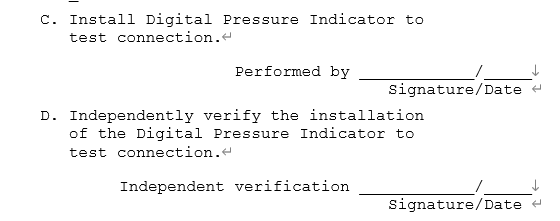 C. Install Digital Pressure Indicator to
test connection.↵
Performed by ____________/_____↓
Signature/Date ↵
D. Independently verify the installation
of the Digital Pressure Indicator to
test connection.↵
Independent verification ____________/_____↓
Signature/Date ↵